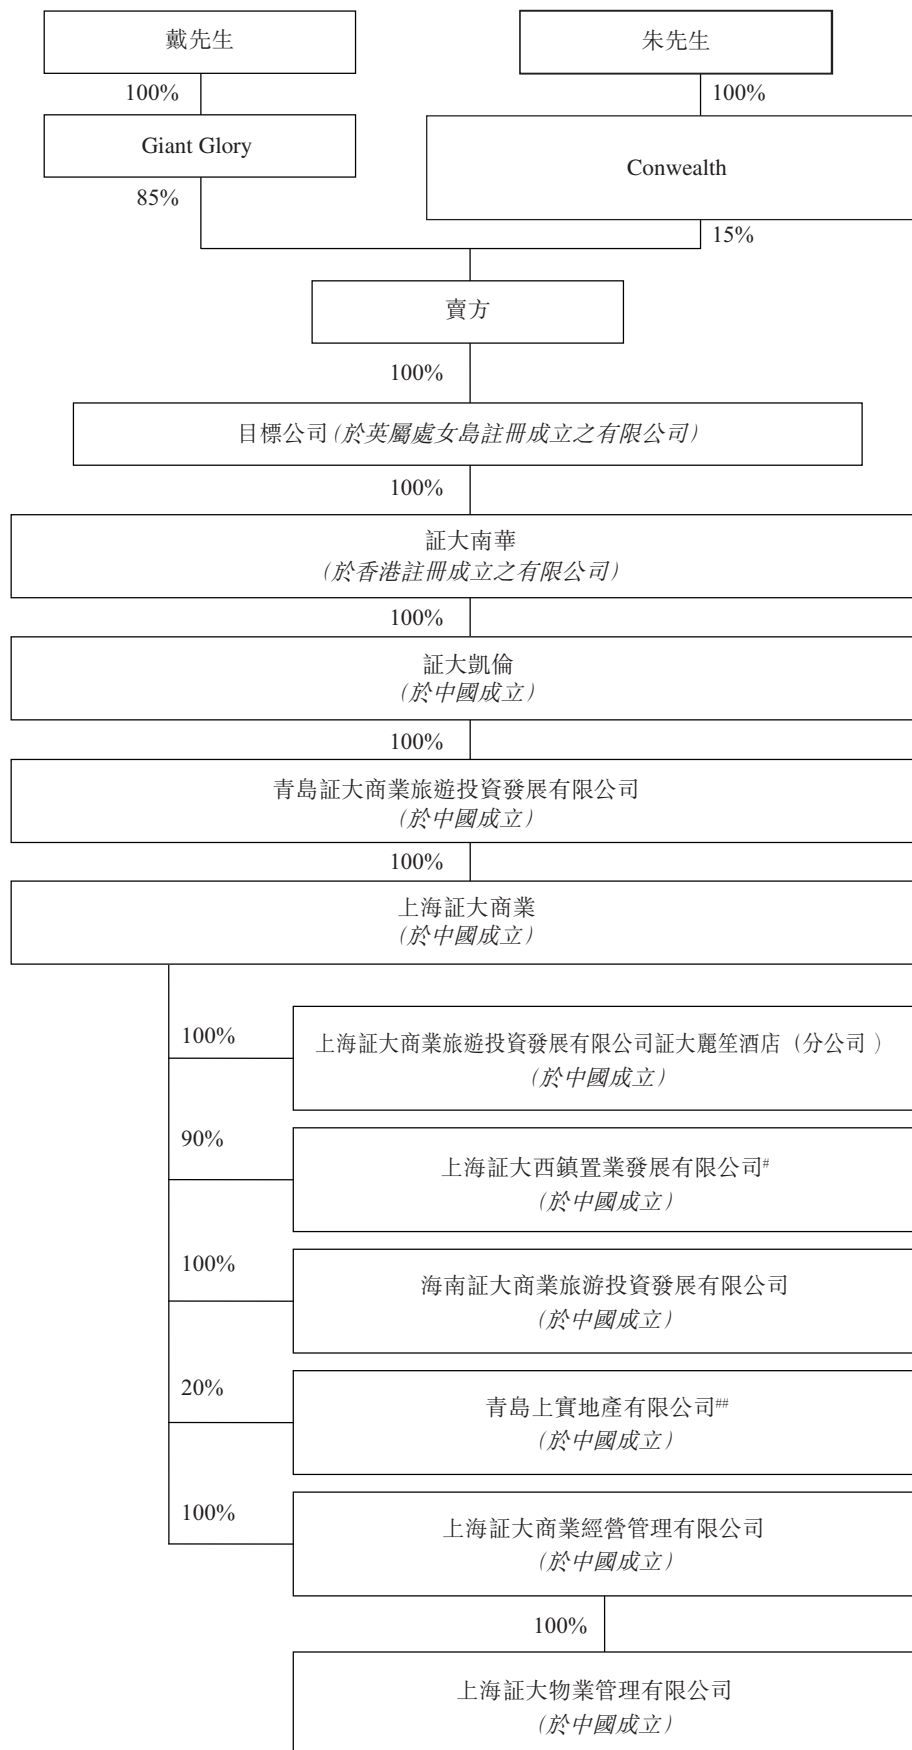 戴先生
朱先生
100%
100%
Giant Glory
Conwealth
85%
15%
賣方
100%
目標公司(於英屬處女島註冊成立之有限公司)
100%
証大南華
(於香港註冊成立之有限公司)
100%
証大凱倫
(於中國成立)
100%
青島証大商業旅遊投資發展有限公司
(於中國成立)
100%
上海証大商業
(於中國成立)
100%
上海証大商業旅遊投資發展有限公司証大麗笙酒店（分公司）
(於中國成立)
90%
上海証大西鎮置業發展有限公司#
(於中國成立)
100%
海南証大商業旅游投資發展有限公司
(於中國成立)
20%
青島上實地產有限公司##
(於中國成立)
100%
上海証大商業經營管理有限公司
(於中國成立)
100%
上海証大物業管理有限公司
(於中國成立)